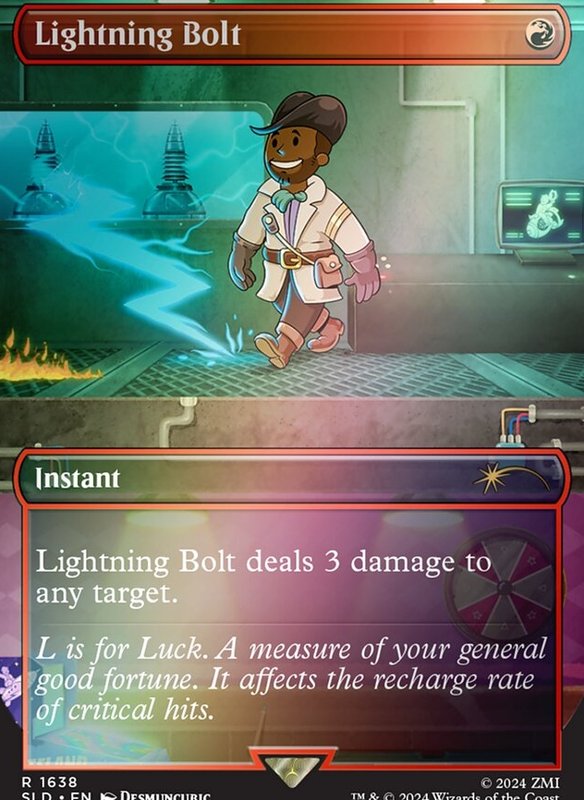 Lightning Bolt
Instant
Lightning Bolt deals 3 damage to
any target.
L is for Luck. A measure of your general
good fortune. It affects the recharge rate
of critical hits.
R 1638
© 2024 ZMI
SLD • EN Desmuncubic
™ & © 2024 Wizards of the Coast